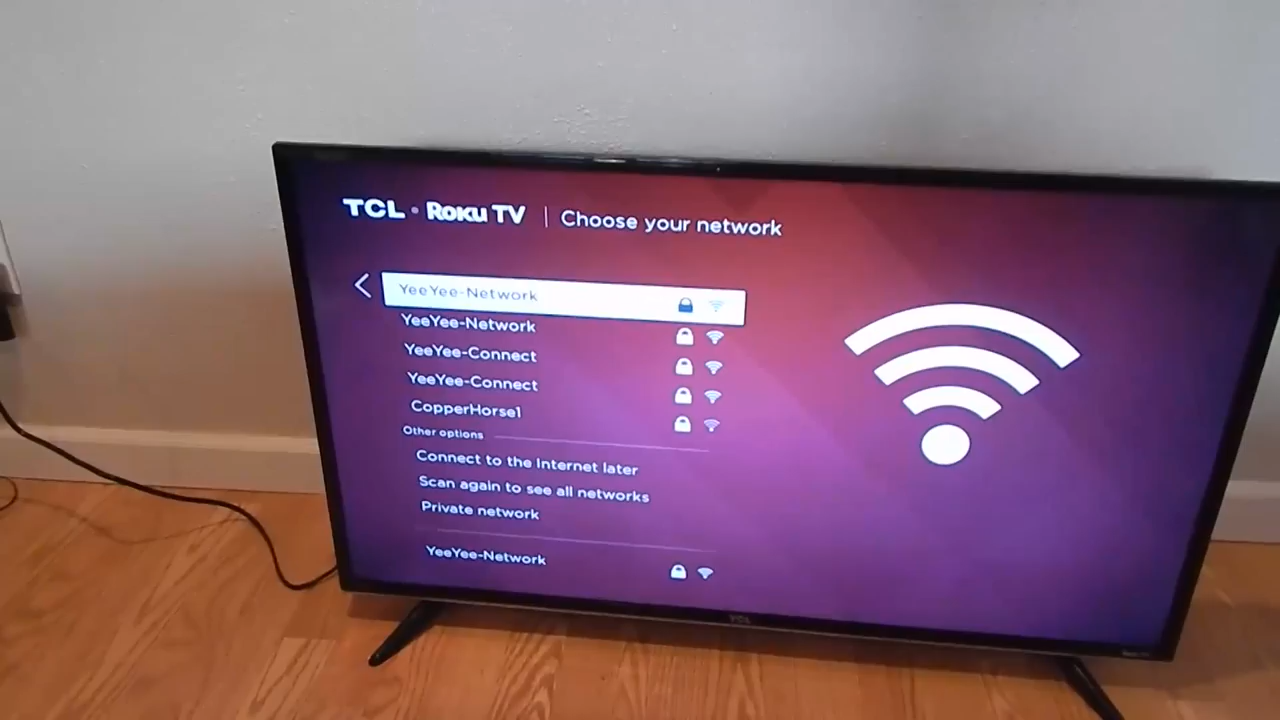 TCL • Roku TV | Choose your network
YeeYee-Network
YeeYee-Network
YeeYee-Connect
YeeYee-Connect
CopperHorse1
Other options
Connect to the Internet later
Scan again to see all networks
Private network
YeeYee-Network
TCL